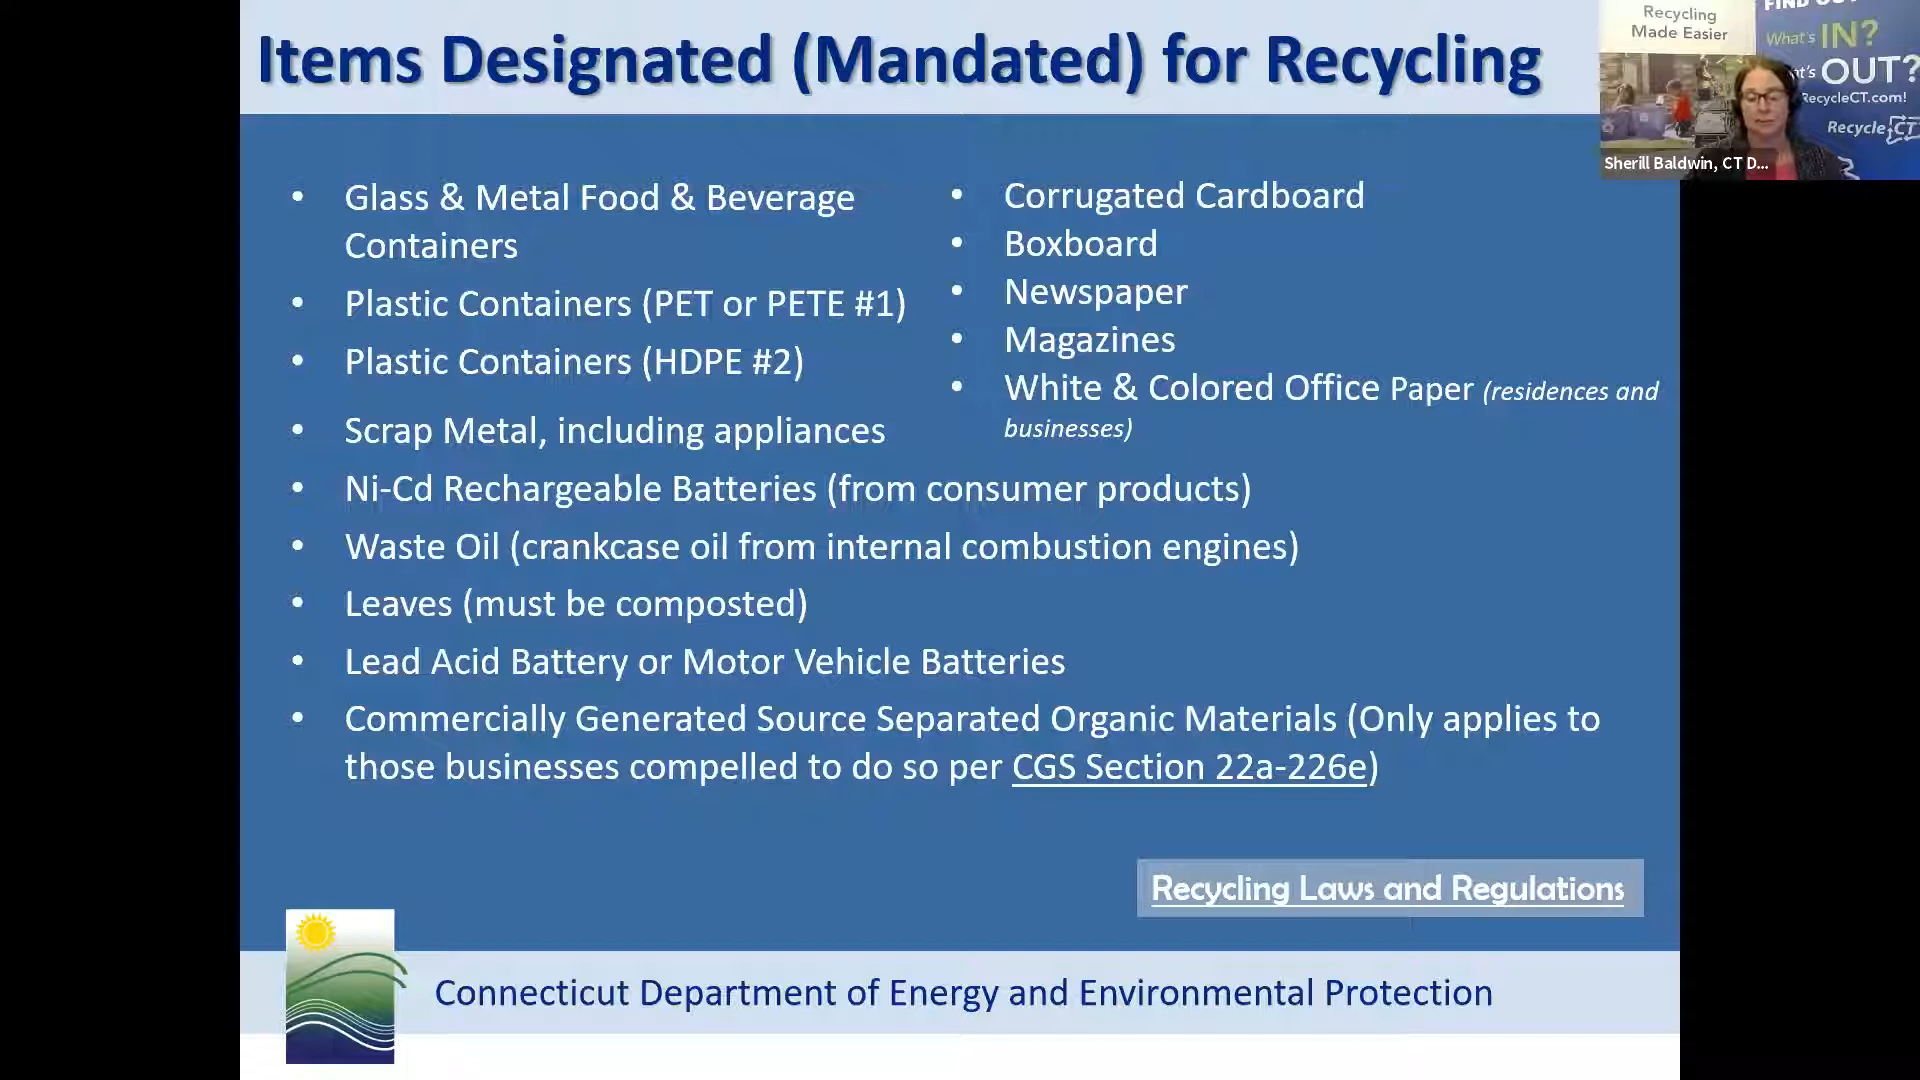 Items Designated (Mandated) for Recycling
Glass & Metal Food & Beverage
Containers
Plastic Containers (PET or PETE #1)
Plastic Containers (HDPE #2)
Scrap Metal, including appliances
Corrugated Cardboard
Boxboard
Newspaper
Magazines
White & Colored Office Paper (residences and
businesses)
Ni-Cd Rechargeable Batteries (from consumer products)
Waste Oil (crankcase oil from internal combustion engines)
Leaves (must be composted)
Lead Acid Battery or Motor Vehicle Batteries
Commercially Generated Source Separated Organic Materials (Only applies to
those businesses compelled to do so per CGS Section 22a-226e)
Recycling Laws and Regulations
Connecticut Department of Energy and Environmental Protection
Recycling
Made Easier
FIND
What's IN?
OUT?
RecycleCT.com!
RecycleCT
Sherill Baldwin, CT D...